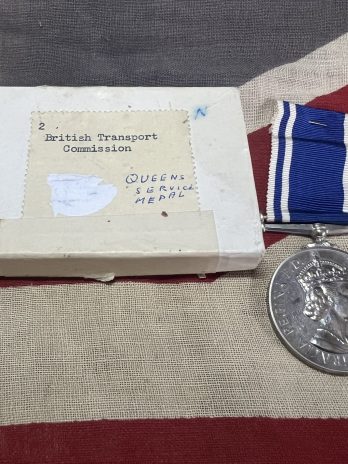 2
British Transport
Commission
QUEENS
SERVICE
MEDAL